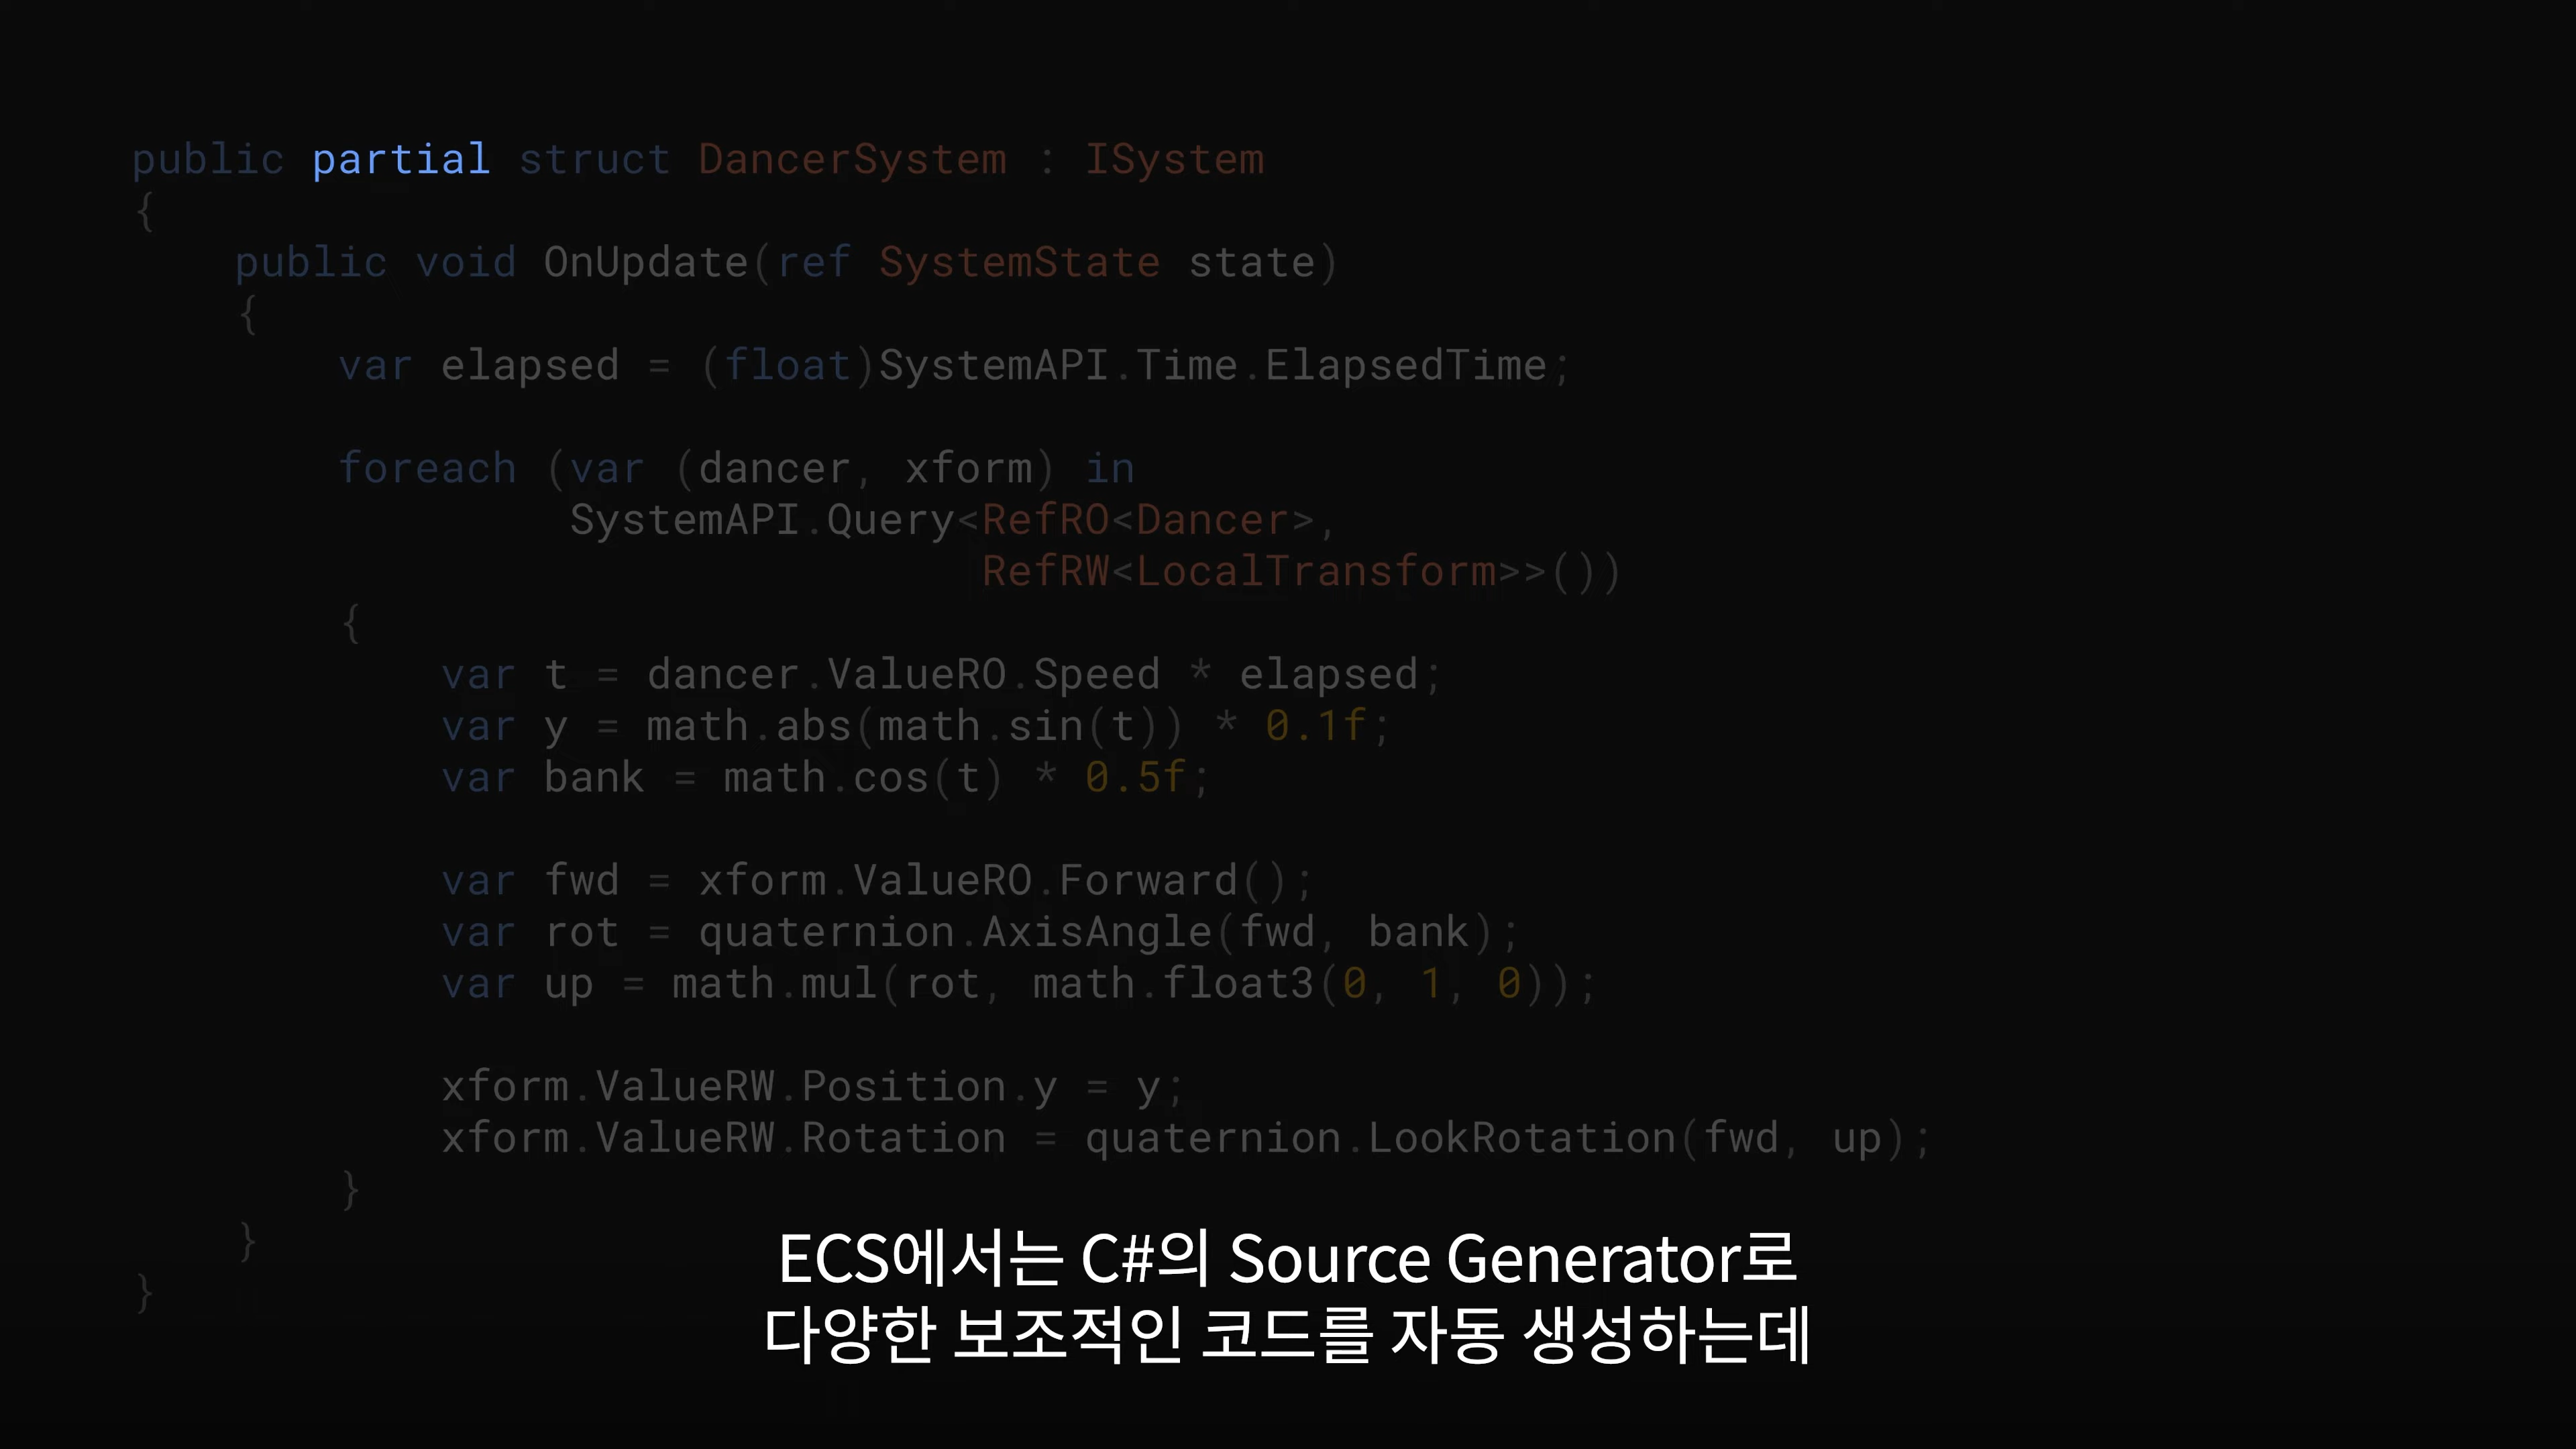 public partial struct DancerSystem : ISystem
{
    public void OnUpdate(ref SystemState state)
    {
        var elapsed = (float)SystemAPI.Time.ElapsedTime;

        foreach (var (dancer, xform) in
                 SystemAPI.Query<RefRO<Dancer>,
                                 RefRW<LocalTransform>>())
        {
            var t = dancer.ValueRO.Speed * elapsed;
            var y = math.abs(math.sin(t)) * 0.1f;
            var bank = math.cos(t) * 0.5f;

            var fwd = xform.ValueRO.Forward();
            var rot = quaternion.AxisAngle(fwd, bank);
            var up = math.mul(rot, math.float3(0, 1, 0));

            xform.ValueRW.Position.y = y;
            xform.ValueRW.Rotation = quaternion.LookRotation(fwd, up);
        }
    }
}
ECS에서는 C#의 Source Generator로
다양한 보조적인 코드를 자동 생성하는데